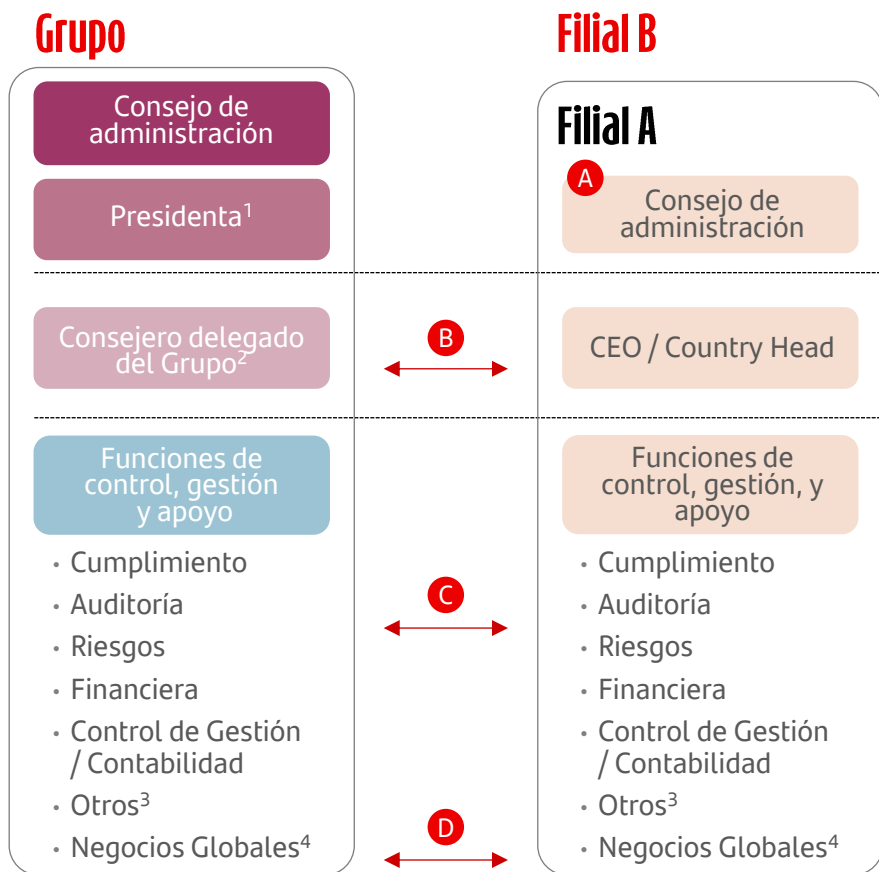 Grupo
Consejo de
administración
Presidenta¹
Consejero delegado
del Grupo²
Funciones de
control, gestión
y apoyo
· Cumplimiento
· Auditoría
· Riesgos
· Financiera
· Control de Gestión
/ Contabilidad
· Otros³
· Negocios Globales⁴
B
C
D
Filial B
Filial A
A
Consejo de
administración
CEO / Country Head
Funciones de
control, gestión, y
apoyo
· Cumplimiento
· Auditoría
· Riesgos
· Financiera
· Control de Gestión
/ Contabilidad
· Otros³
· Negocios Globales⁴